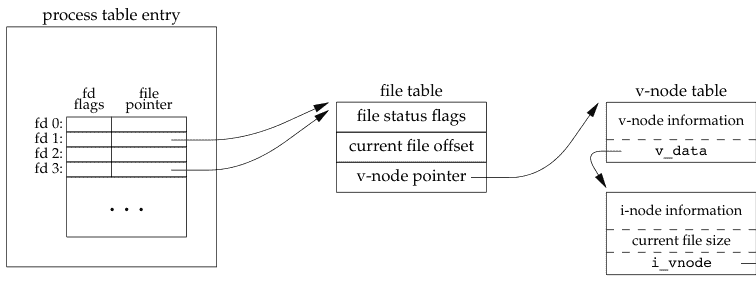 process table entry
fd flags
file pointer
fd 0:
fd 1:
fd 2:
fd 3:
. . .
file table
file status flags
current file offset
v-node pointer
v-node table
v-node information
v_data
i-node information
current file size
i_vnode